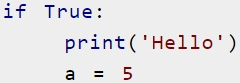 if True:
    print('Hello')
    a = 5